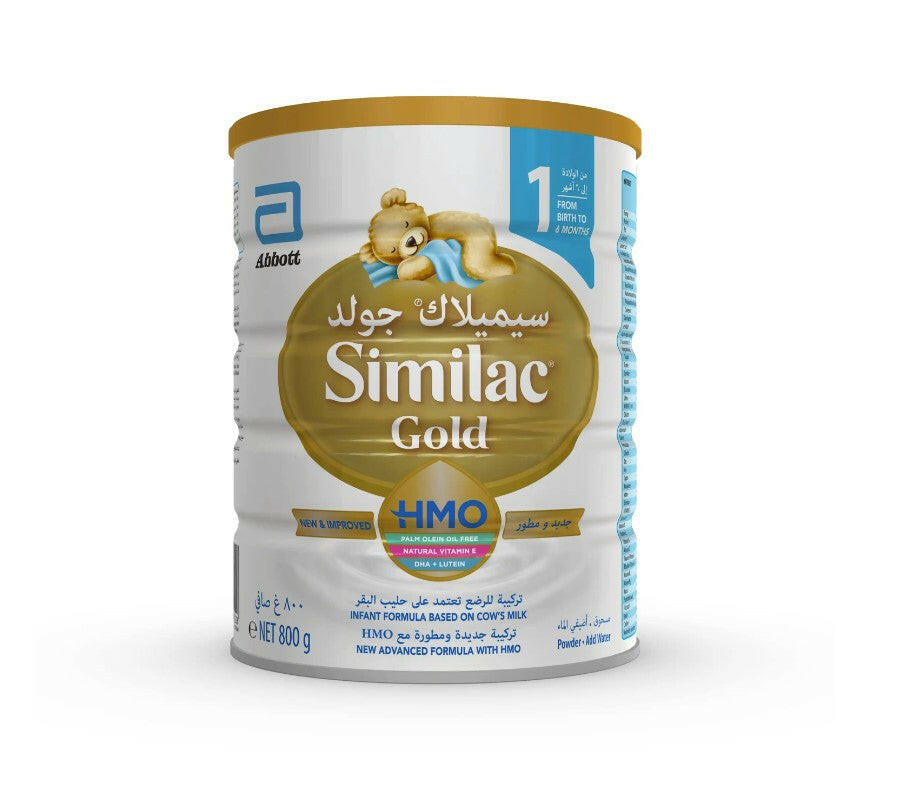 Abbott
1
من الولادة
إلى ٦ أشهر
FROM
BIRTH TO
6 MONTHS
سيميلاك® جولد
Similac®
Gold
NEW & IMPROVED
HMO
جديد و مطور
PALM OLEIN OIL FREE
NATURAL VITAMIN E
DHA + LUTEIN
٨٠٠ غ صافي
e NET 800 g
تركيبة للرضع تعتمد على حليب البقر
INFANT FORMULA BASED ON COW'S MILK
تركيبة جديدة ومطورة مع HMO
NEW ADVANCED FORMULA WITH HMO
مسحوق . أضيفي الماء
Powder • Add Water